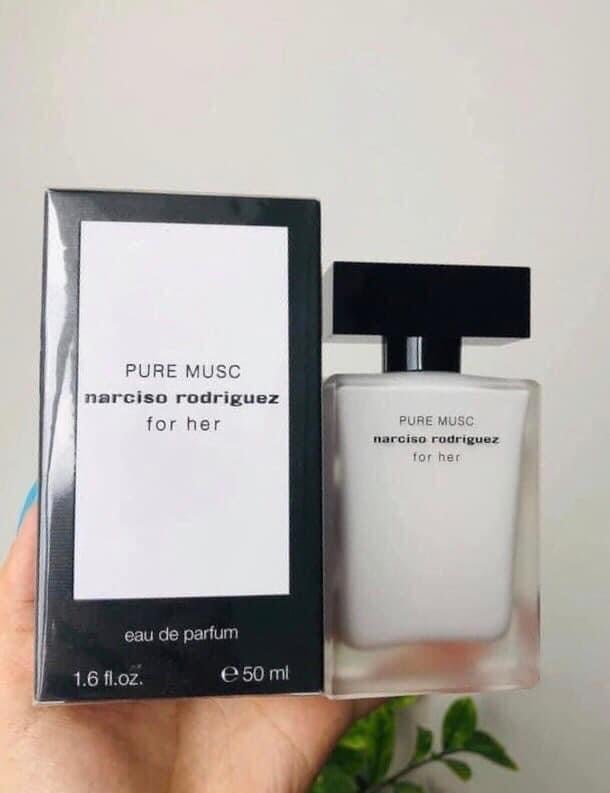 PURE MUSC
narciso rodriguez
for her
eau de parfum
1.6 fl.oz. ℮ 50 ml
PURE MUSC
narciso rodriguez
for her